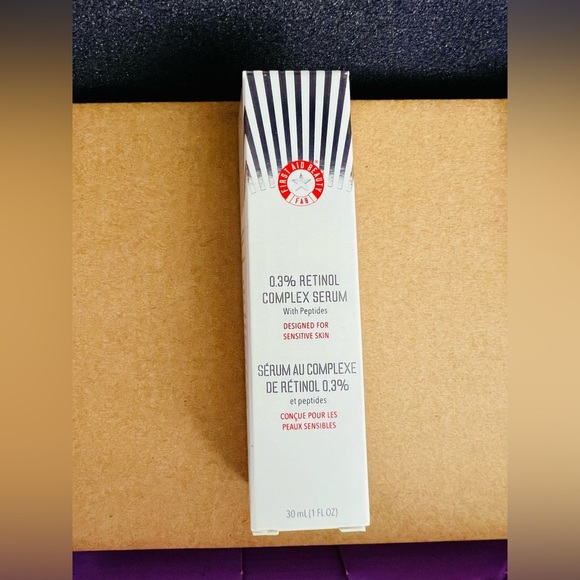 FIRST AID BEAUTY
FAB
0.3% RETINOL
COMPLEX SERUM
With Peptides
DESIGNED FOR
SENSITIVE SKIN
SÉRUM AU COMPLEXE
DE RÉTINOL 0,3%
et peptides
CONÇUE POUR LES
PEAUX SENSIBLES
30 mL (1 FL OZ)